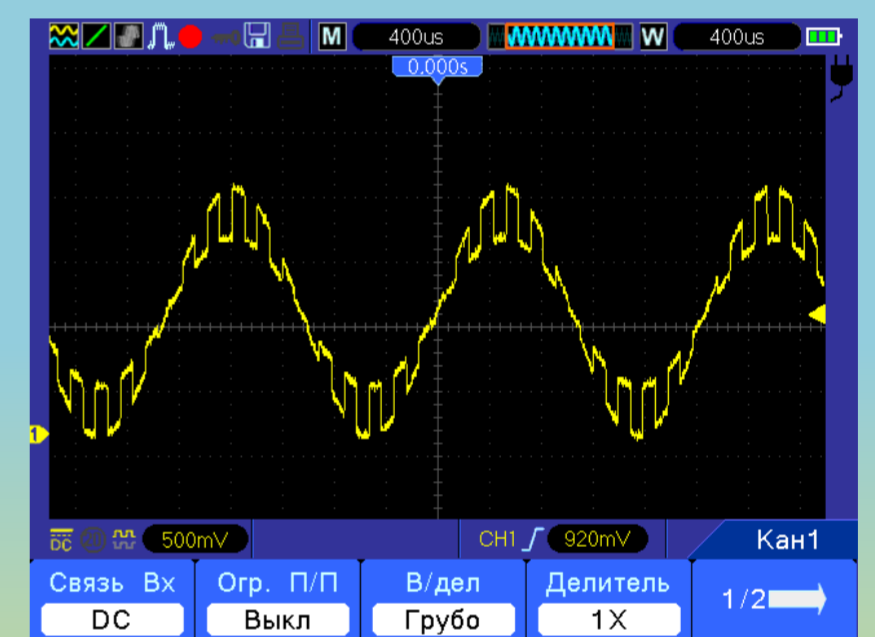 M 400us W 400us
0.000s
1
DC 500mV CH1 920mV Кан1
Связь Вх Огр. П/П В/дел Делитель 1/2
DC Выкл Грубо 1X